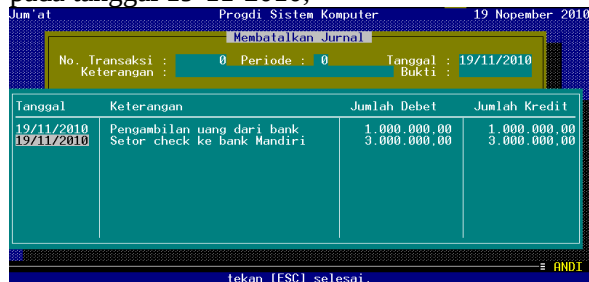 pada tanggal 15-11-2010,
Jum'at Progdi Sistem Komputer 19 Nopember 2010
Membatalkan Jurnal
No. Transaksi : 0 Periode : 0 Tanggal : 19/11/2010
Keterangan : Bukti :
Tanggal Keterangan Jumlah Debet Jumlah Kredit
19/11/2010 Pengambilan uang dari bank 1.000.000,00 1.000.000,00
19/11/2010 Setor check ke bank Mandiri 3.000.000,00 3.000.000,00
≡ ANDI
tekan [ESC] selesai.